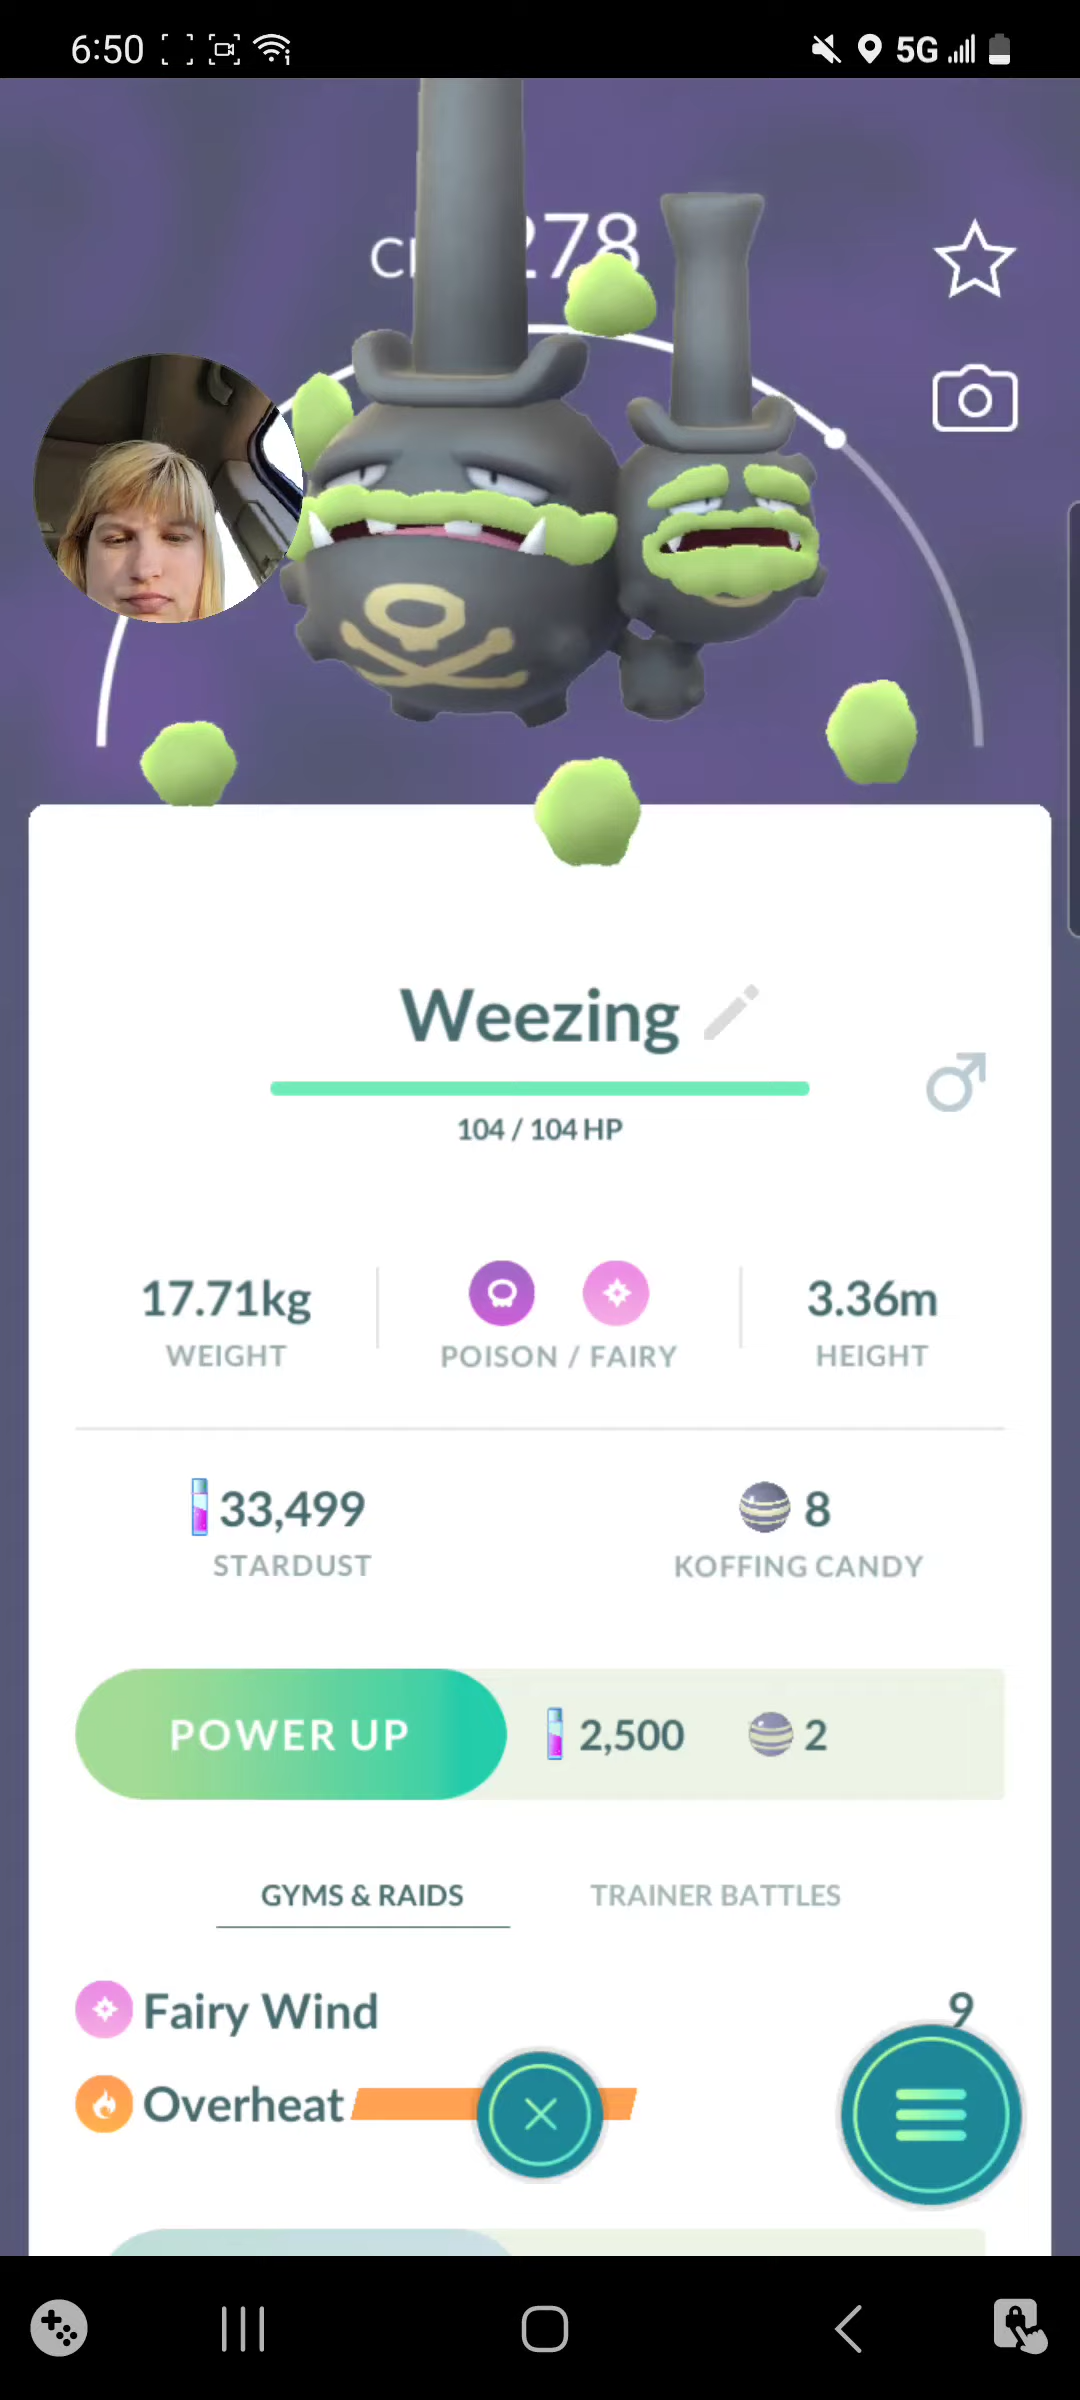 6:50 5G
278
Weezing
104 / 104 HP
17.71kg
WEIGHT
POISON / FAIRY
3.36m
HEIGHT
33,499
STARDUST
8
KOFFING CANDY
POWER UP 2,500 2
GYMS & RAIDS TRAINER BATTLES
Fairy Wind 9
Overheat